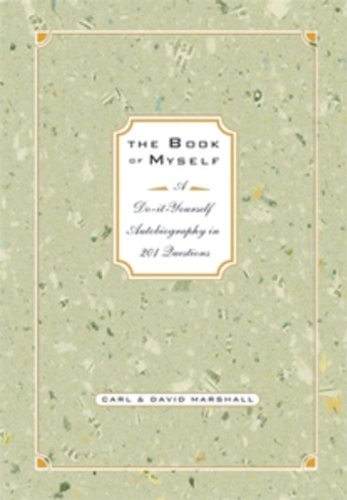 THE BOOK
OF MYSELF
A
Do-it-Yourself
Autobiography in
201 Questions
CARL & DAVID MARSHALL